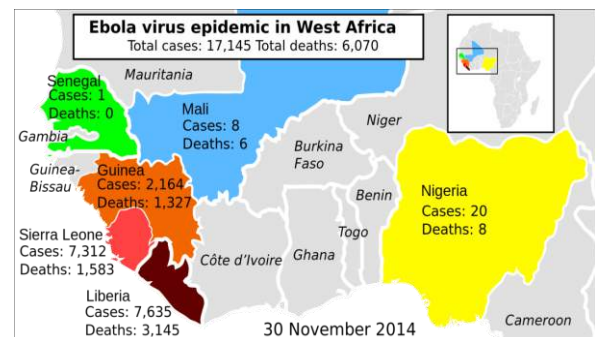 Ebola virus epidemic in West Africa
Total cases: 17,145 Total deaths: 6,070
Mauritania
Senegal
Cases: 1
Deaths: 0
Gambia
Guinea-
Bissau
Mali
Cases: 8
Deaths: 6
Niger
Burkina
Faso
Guinea
Cases: 2,164
Deaths: 1,327
Benin
Nigeria
Cases: 20
Deaths: 8
Sierra Leone
Cases: 7,312
Deaths: 1,583
Côte d’Ivoire
Ghana
Togo
Liberia
Cases: 7,635
Deaths: 3,145
30 November 2014
Cameroon